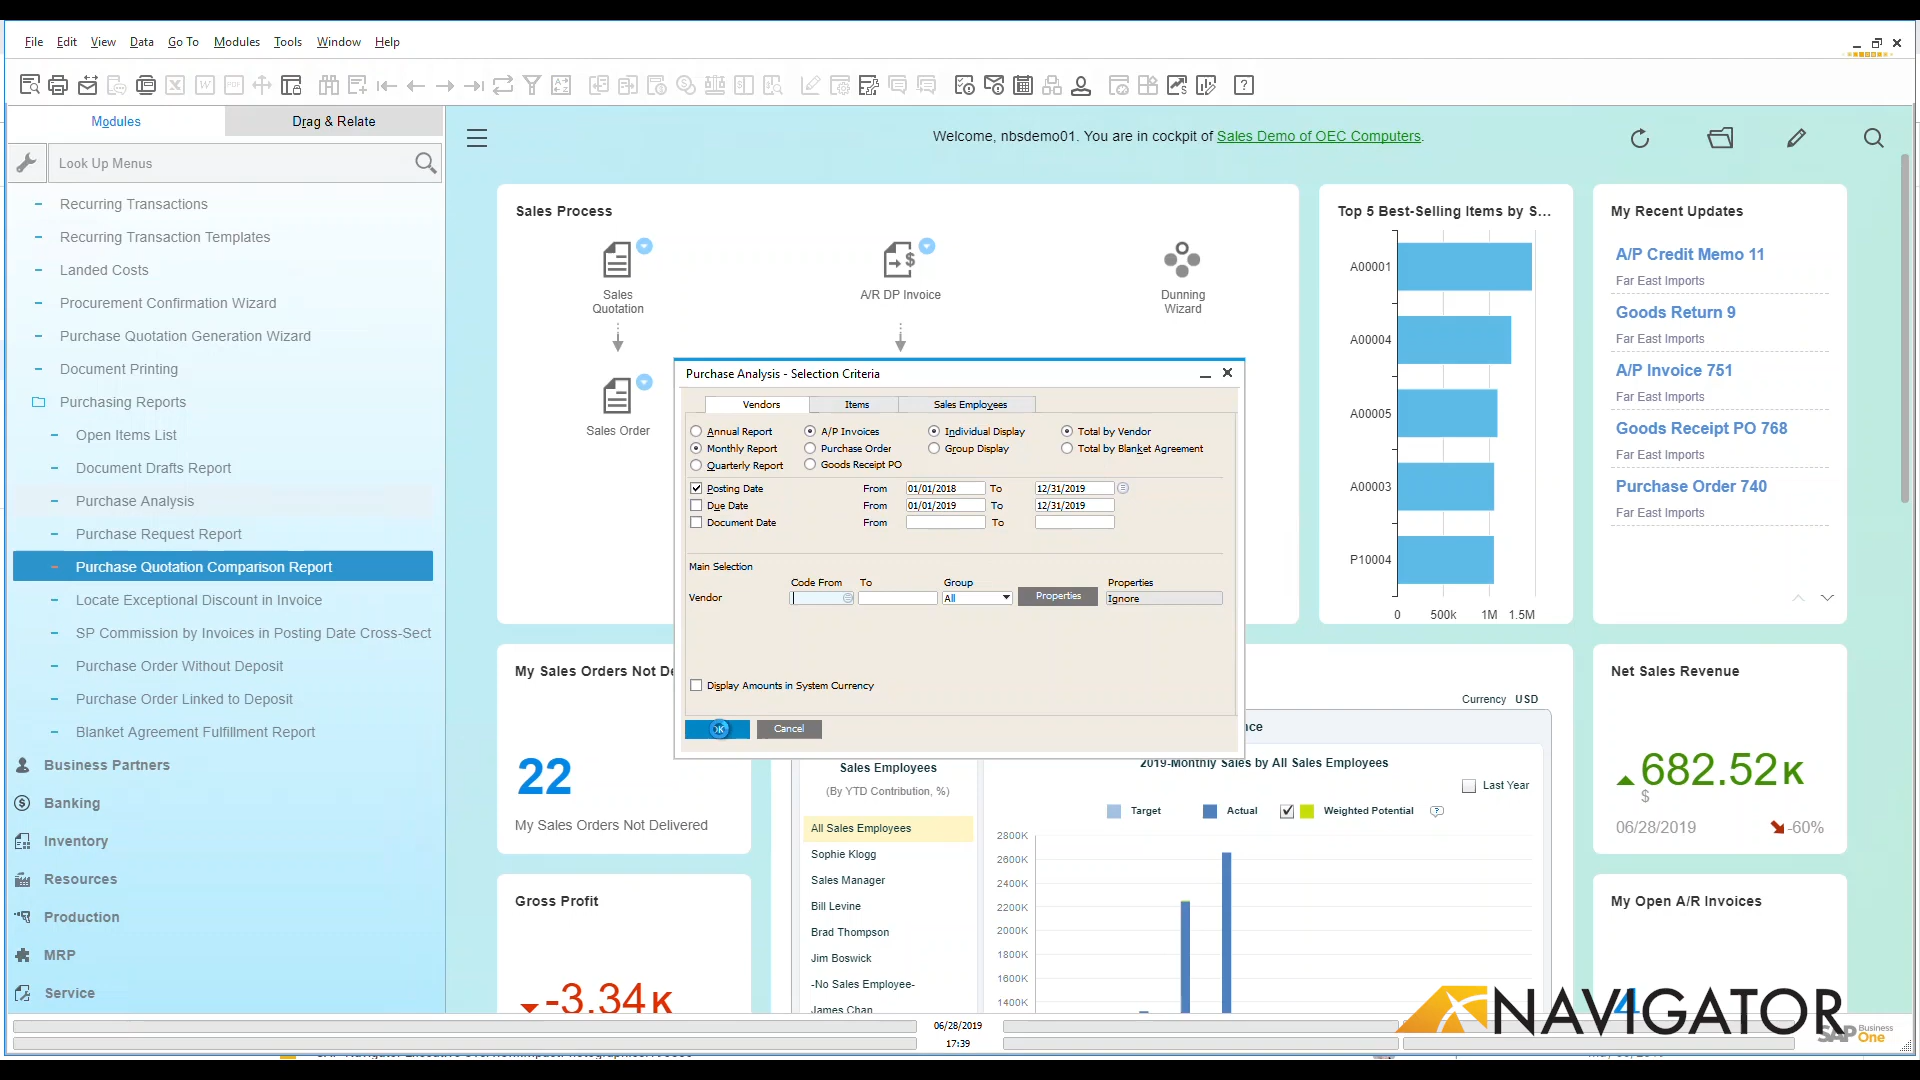 File Edit View Data Go To Modules Tools Window Help
Modules Drag & Relate
Look Up Menus
Recurring Transactions
Recurring Transaction Templates
Landed Costs
Procurement Confirmation Wizard
Purchase Quotation Generation Wizard
Document Printing
Purchasing Reports
Open Items List
Document Drafts Report
Purchase Analysis
Purchase Request Report
Purchase Quotation Comparison Report
Locate Exceptional Discount in Invoice
SP Commission by Invoices in Posting Date Cross-Sect
Purchase Order Without Deposit
Purchase Order Linked to Deposit
Blanket Agreement Fulfillment Report
Business Partners
Banking
Inventory
Resources
Production
MRP
Service
Welcome, nbsdemo01. You are in cockpit of Sales Demo of OEC Computers.
Sales Process
Sales
Quotation
A/R DP Invoice
Dunning
Wizard
Sales Order
Purchase Analysis - Selection Criteria
Vendors Items Sales Employees
Annual Report A/P Invoices Individual Display Total by Vendor
Monthly Report Purchase Order Group Display Total by Blanket Agreement
Quarterly Report Goods Receipt PO
Posting Date From 01/01/2018 To 12/31/2019
Due Date From 01/01/2019 To 12/31/2019
Document Date From To
Main Selection
Code From To Group Properties
Vendor All Properties Ignore
Display Amounts in System Currency
OK Cancel
Top 5 Best-Selling Items by S...
A00001
A00004
A00005
A00003
P10004
0 500k 1M 1.5M
My Recent Updates
A/P Credit Memo 11
Far East Imports
Goods Return 9
Far East Imports
A/P Invoice 751
Far East Imports
Goods Receipt PO 768
Far East Imports
Purchase Order 740
Far East Imports
My Sales Orders Not De
22
My Sales Orders Not Delivered
Gross Profit
-3.34K
Currency USD
nce
Sales Employees
(By YTD Contribution, %)
All Sales Employees
Sophie Klogg
Sales Manager
Bill Levine
Brad Thompson
Jim Boswick
-No Sales Employee-
James Chan
2019-Monthly Sales by All Sales Employees
Last Year
Target Actual Weighted Potential
2800K
2600K
2400K
2200K
2000K
1800K
1600K
1400K
Net Sales Revenue
682.52K
$
06/28/2019 -60%
My Open A/R Invoices
4
06/28/2019
17:39
NAVIGATOR
SAP Business One